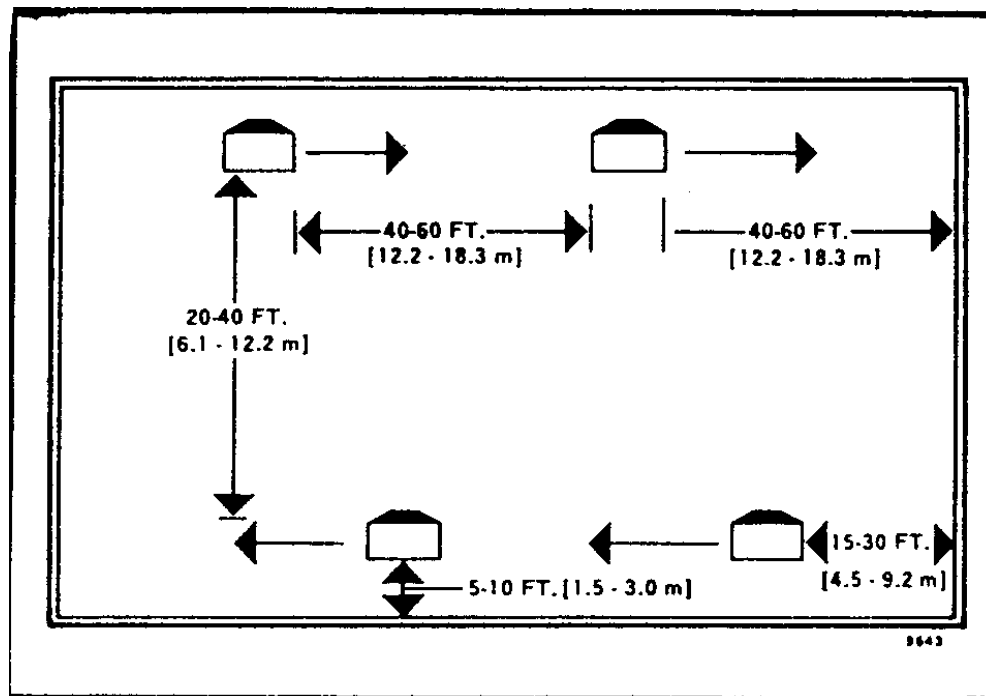 40-60 FT.
[12.2 - 18.3 m]
40-60 FT.
[12.2 - 18.3 m]
20-40 FT.
[6.1 - 12.2 m]
15-30 FT.
[4.5 - 9.2 m]
5-10 FT. [1.5 - 3.0 m]
9643